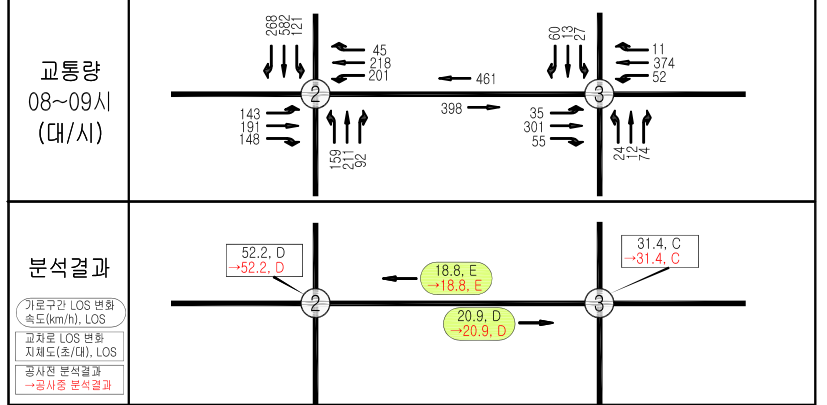 교통량
08~09시
(대/시)
268
582
121
45
218
201
143
191
148
159
211
92
2
461
398
60
13
27
11
374
52
35
301
55
24
12
74
3
분석결과
가로구간 LOS 변화
속도(km/h), LOS
교차로 LOS 변화
지체도(초/대), LOS
공사전 분석결과
→공사중 분석결과
52.2, D
→52.2, D
2
18.8, E
→18.8, E
20.9, D
→20.9, D
31.4, C
→31.4, C
3